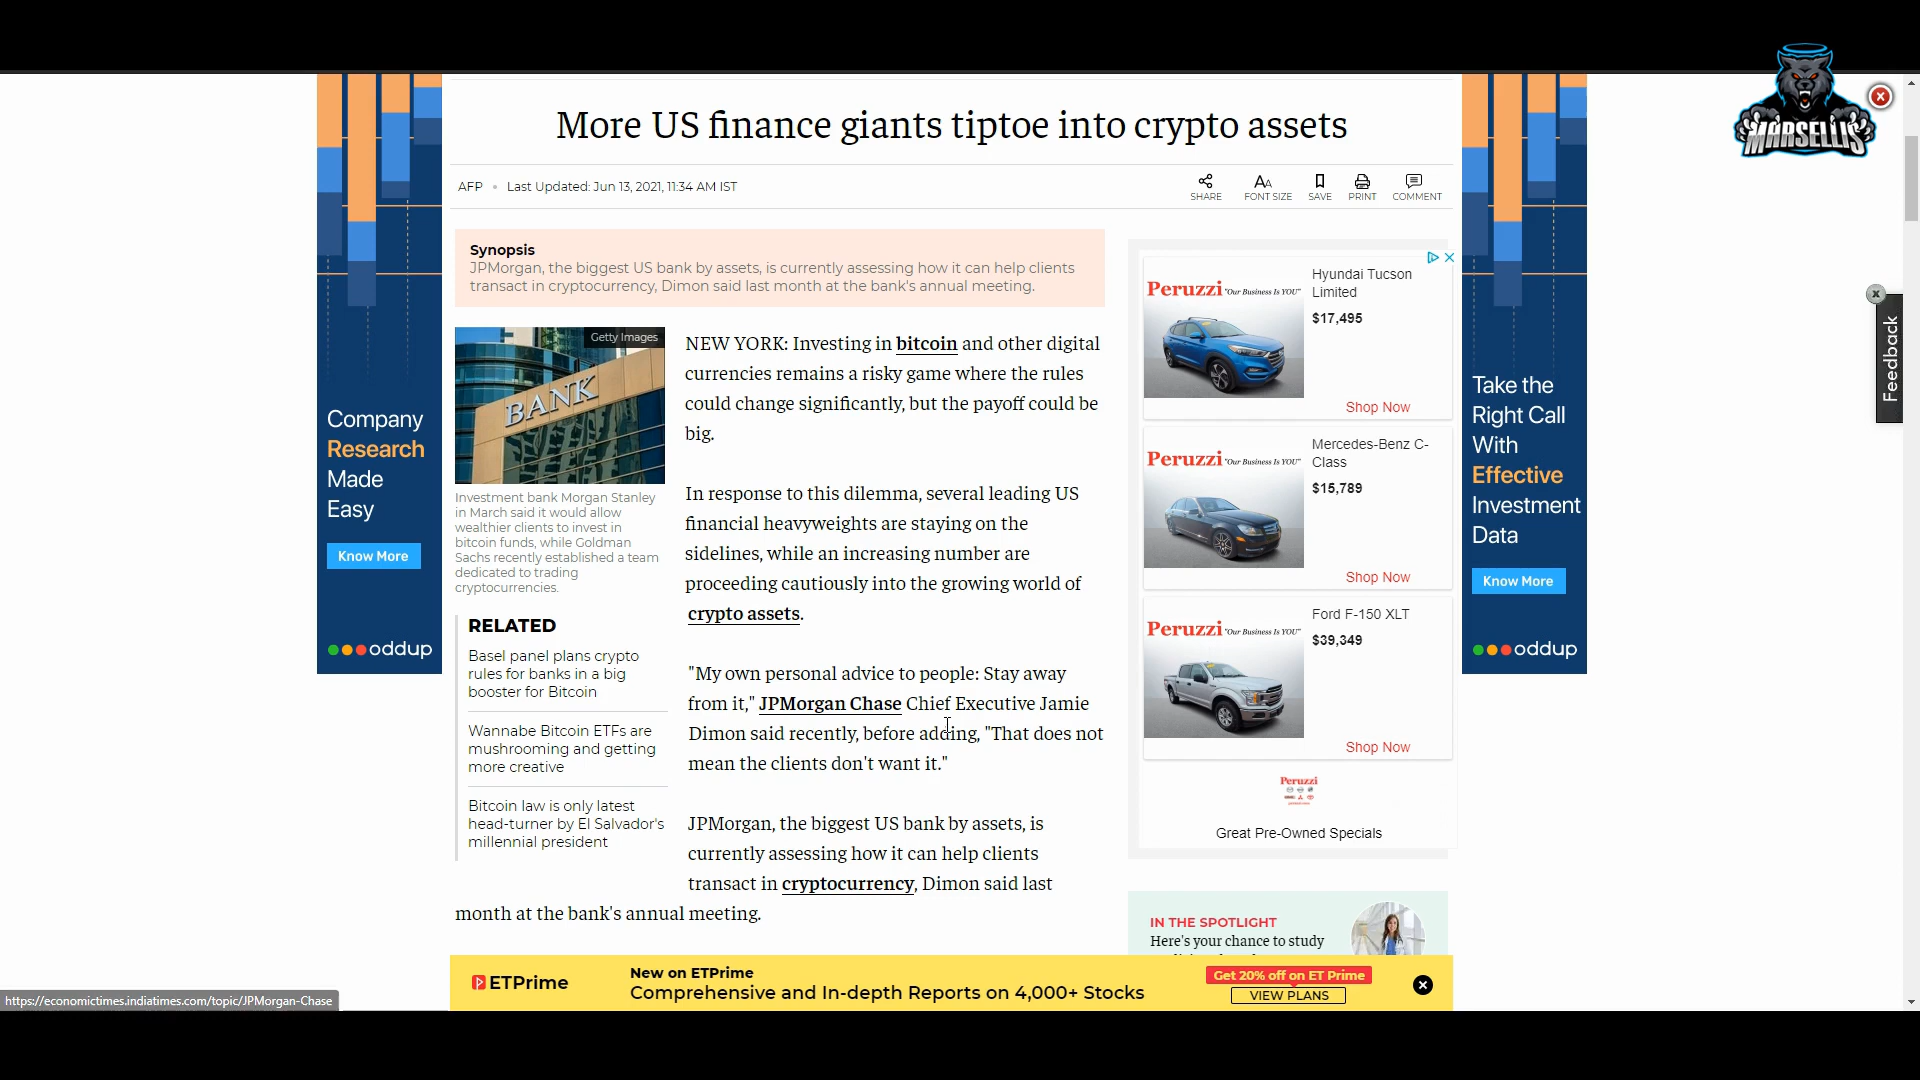 MARSELLIS
More US finance giants tiptoe into crypto assets
AFP • Last Updated: Jun 13, 2021, 11:34 AM IST
SHARE
FONT SIZE
SAVE
PRINT
COMMENT
Synopsis
JPMorgan, the biggest US bank by assets, is currently assessing how it can help clients
transact in cryptocurrency, Dimon said last month at the bank's annual meeting.
Getty Images
BANK
Investment bank Morgan Stanley
in March said it would allow
wealthier clients to invest in
bitcoin funds, while Goldman
Sachs recently established a team
dedicated to trading
cryptocurrencies.
RELATED
Basel panel plans crypto
rules for banks in a big
booster for Bitcoin
Wannabe Bitcoin ETFs are
mushrooming and getting
more creative
Bitcoin law is only latest
head-turner by El Salvador's
millennial president
NEW YORK: Investing in bitcoin and other digital
currencies remains a risky game where the rules
could change significantly, but the payoff could be
big.
In response to this dilemma, several leading US
financial heavyweights are staying on the
sidelines, while an increasing number are
proceeding cautiously into the growing world of
crypto assets.
"My own personal advice to people: Stay away
from it," JPMorgan Chase Chief Executive Jamie
Dimon said recently, before adding, "That does not
mean the clients don't want it."
JPMorgan, the biggest US bank by assets, is
currently assessing how it can help clients
transact in cryptocurrency, Dimon said last
month at the bank's annual meeting.
Company
Research
Made
Easy
Know More
oddup
Peruzzi "Our Business Is YOU"
Hyundai Tucson
Limited
$17,495
Shop Now
Peruzzi "Our Business Is YOU"
Mercedes-Benz C-
Class
$15,789
Shop Now
Peruzzi "Our Business Is YOU"
Ford F-150 XLT
$39,349
Shop Now
Peruzzi
Great Pre-Owned Specials
IN THE SPOTLIGHT
Here's your chance to study
Take the
Right Call
With
Effective
Investment
Data
Know More
oddup
x
Feedback
ETPrime
New on ETPrime
Comprehensive and In-depth Reports on 4,000+ Stocks
Get 20% off on ET Prime
VIEW PLANS
https://economictimes.indiatimes.com/topic/JPMorgan-Chase